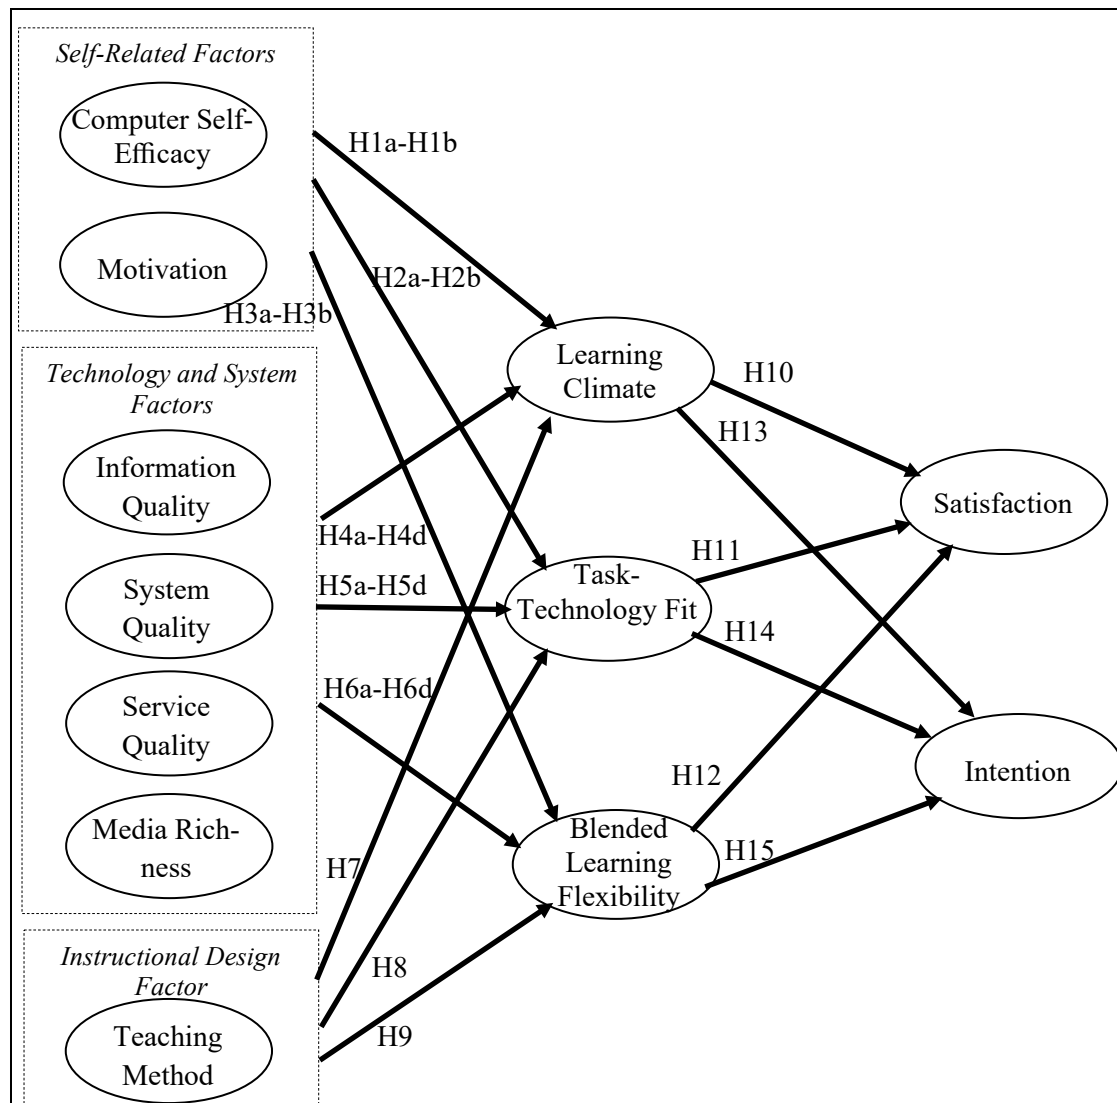 Self-Related Factors
Computer Self-
Efficacy
Motivation
H1a-H1b
H2a-H2b
H3a-H3b
Technology and System
Factors
Information
Quality
System
Quality
Service
Quality
Media Rich-
ness
H4a-H4d
H5a-H5d
H6a-H6d
Instructional Design
Factor
Teaching
Method
H7
H8
H9
Learning
Climate
Task-
Technology Fit
Blended
Learning
Flexibility
H10
H13
H11
H14
H12
H15
Satisfaction
Intention